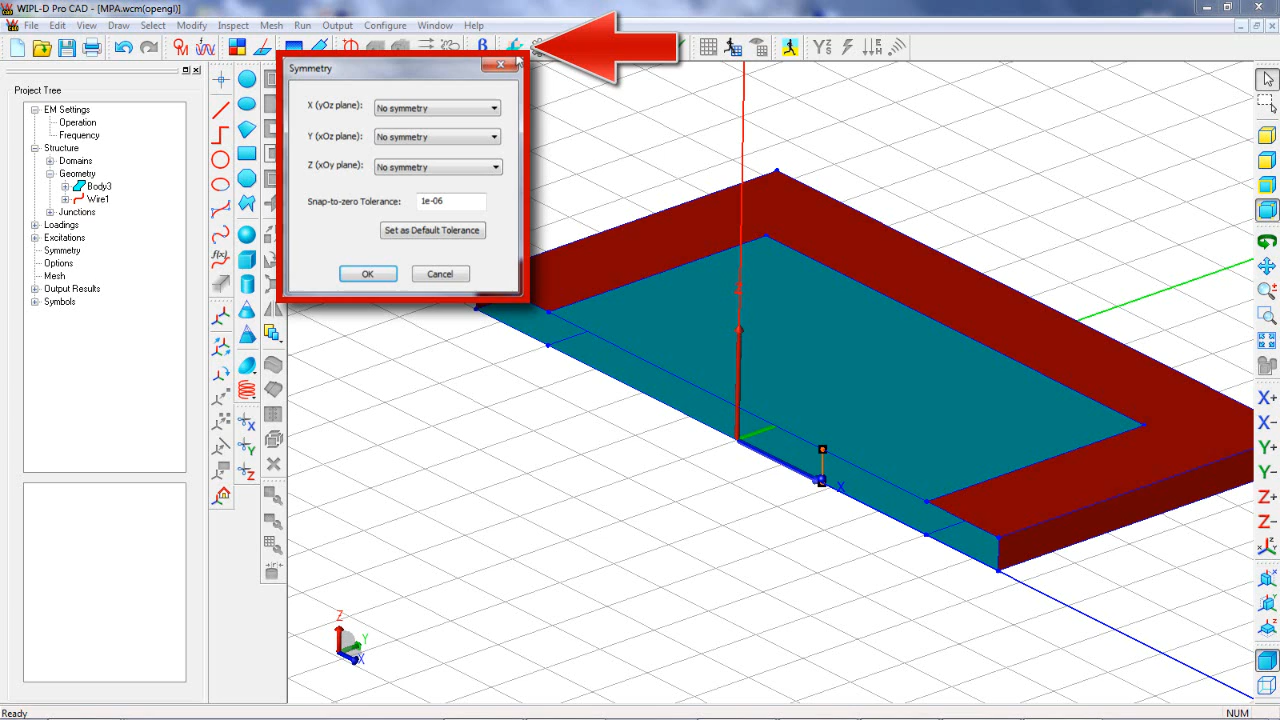 WIPL-D Pro CAD - [MPA.wcm(opengl)]
File Edit View Draw Select Modify Inspect Mesh Run Output Configure Window Help
Project Tree
EM Settings
Operation
Frequency
Structure
Domains
Geometry
Body3
Wire1
Junctions
Loadings
Excitations
Symmetry
Options
Mesh
Output Results
Symbols
Symmetry
X (yOz plane): No symmetry
Y (xOz plane): No symmetry
Z (xOy plane): No symmetry
Snap-to-zero Tolerance: 1e-06
Set as Default Tolerance
OK Cancel
f(x)
X
Y
Z
Z
X
Z
Y
X
X+
X-
Y+
Y-
Z+
Z-
Ready NUM